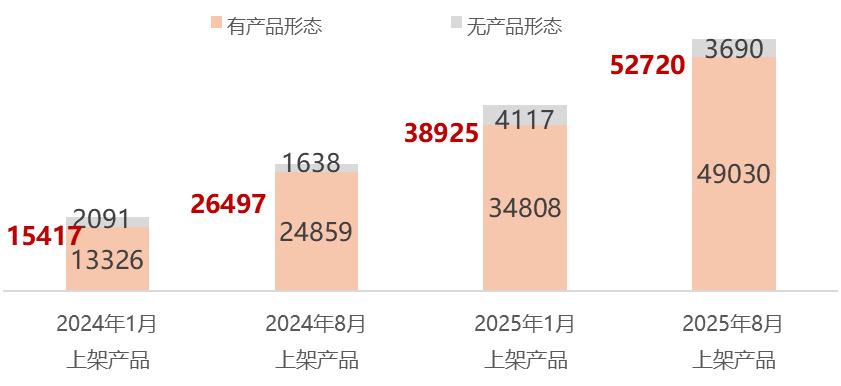 有产品形态
无产品形态
3690
52720
49030
4117
38925
34808
1638
26497
24859
2091
15417
13326
2024年1月
上架产品
2024年8月
上架产品
2025年1月
上架产品
2025年8月
上架产品